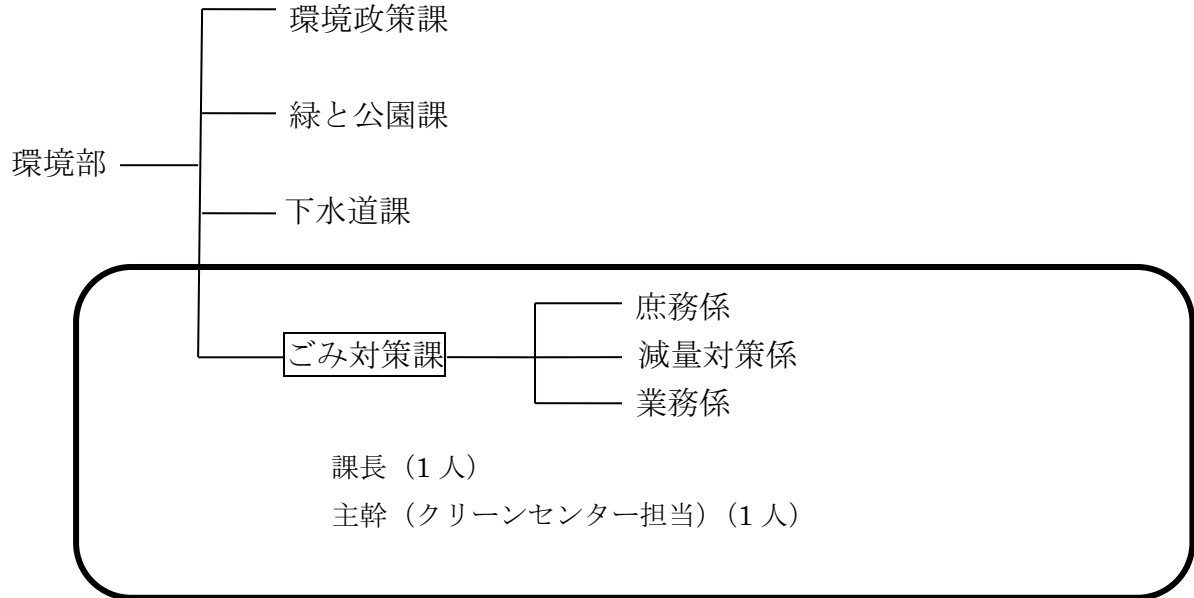 環境政策課
緑と公園課
環境部
下水道課
庶務係
ごみ対策課
減量対策係
業務係
課長（1 人）
主幹（クリーンセンター担当）（1 人）